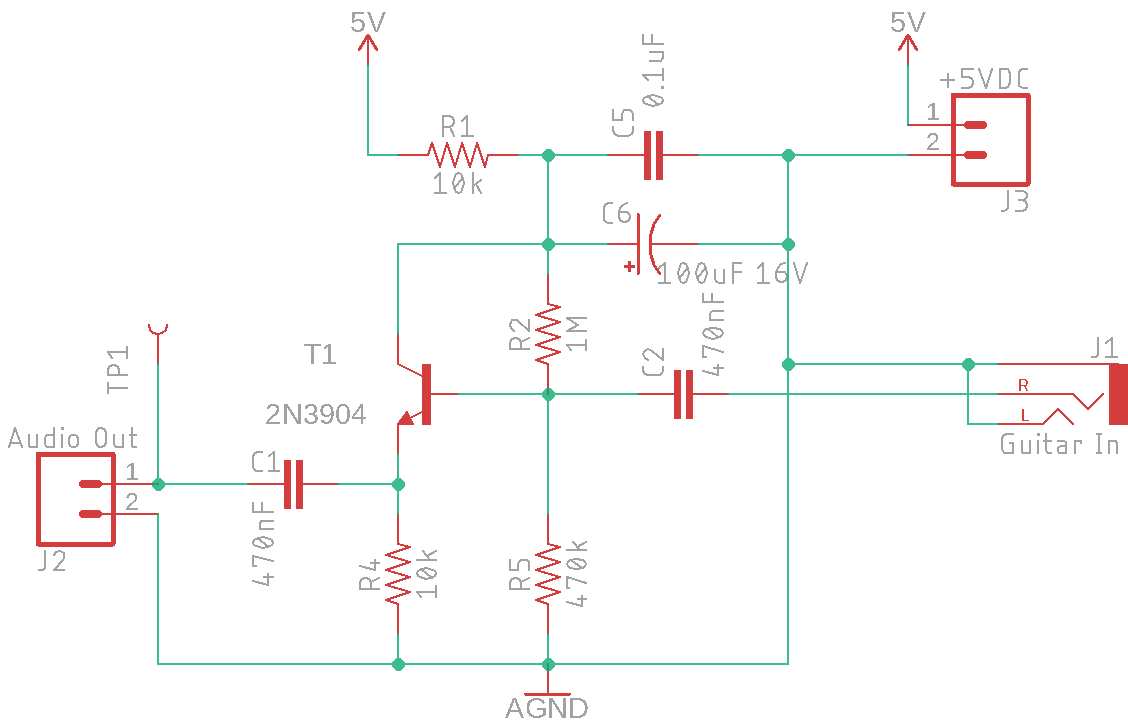 5V
5V
0.1uF
C5
+5VDC
1
2
J3
R1
10k
C6
100uF 16V
R2
1M
C2
470nF
J1
R
L
Guitar In
TP1
T1
2N3904
Audio Out
1
2
J2
C1
470nF
R4
10k
R5
470k
AGND